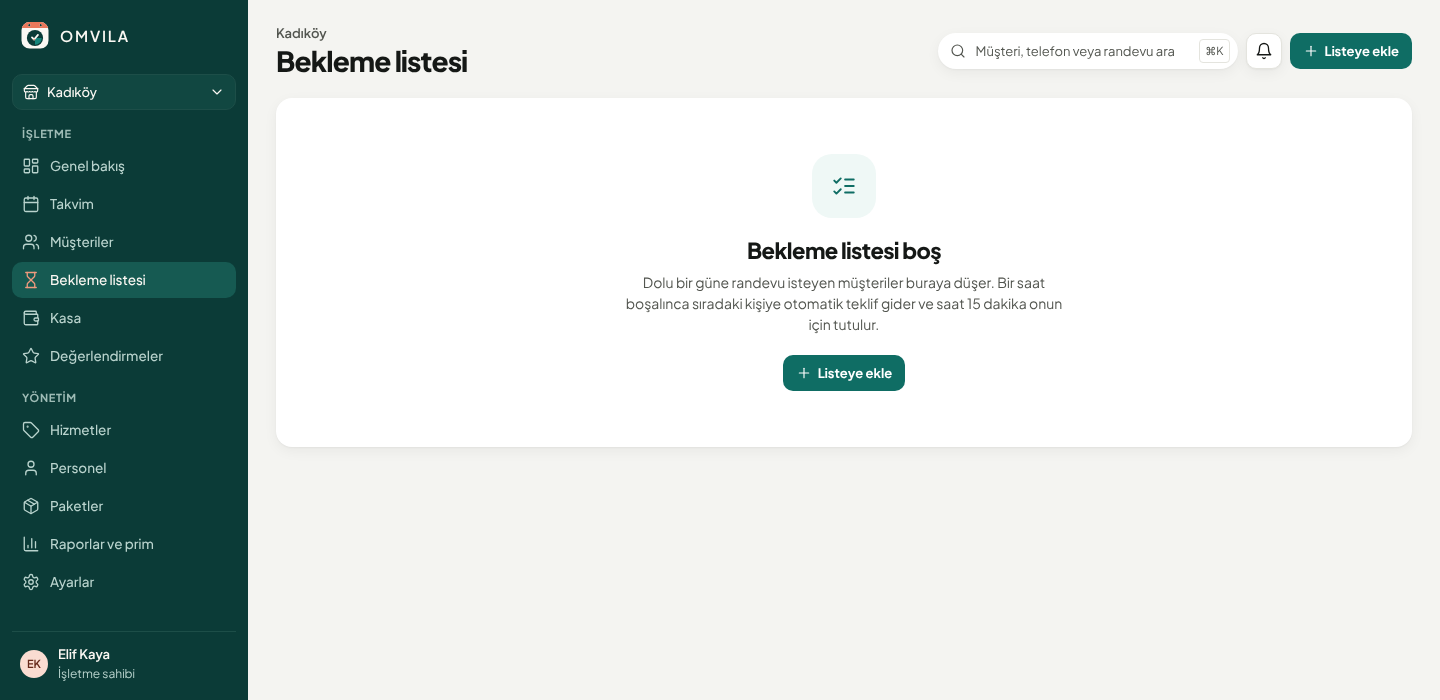 OMVILA
Kadıköy
İŞLETME
Genel bakış
Takvim
Müşteriler
Bekleme listesi
Kasa
Değerlendirmeler
YÖNETİM
Hizmetler
Personel
Paketler
Raporlar ve prim
Ayarlar
EK
Elif Kaya
İşletme sahibi
Kadıköy
Bekleme listesi
Müşteri, telefon veya randevu ara
⌘K
Listeye ekle
Bekleme listesi boş
Dolu bir güne randevu isteyen müşteriler buraya düşer. Bir saat
boşalınca sıradaki kişiye otomatik teklif gider ve saat 15 dakika onun
için tutulur.
Listeye ekle